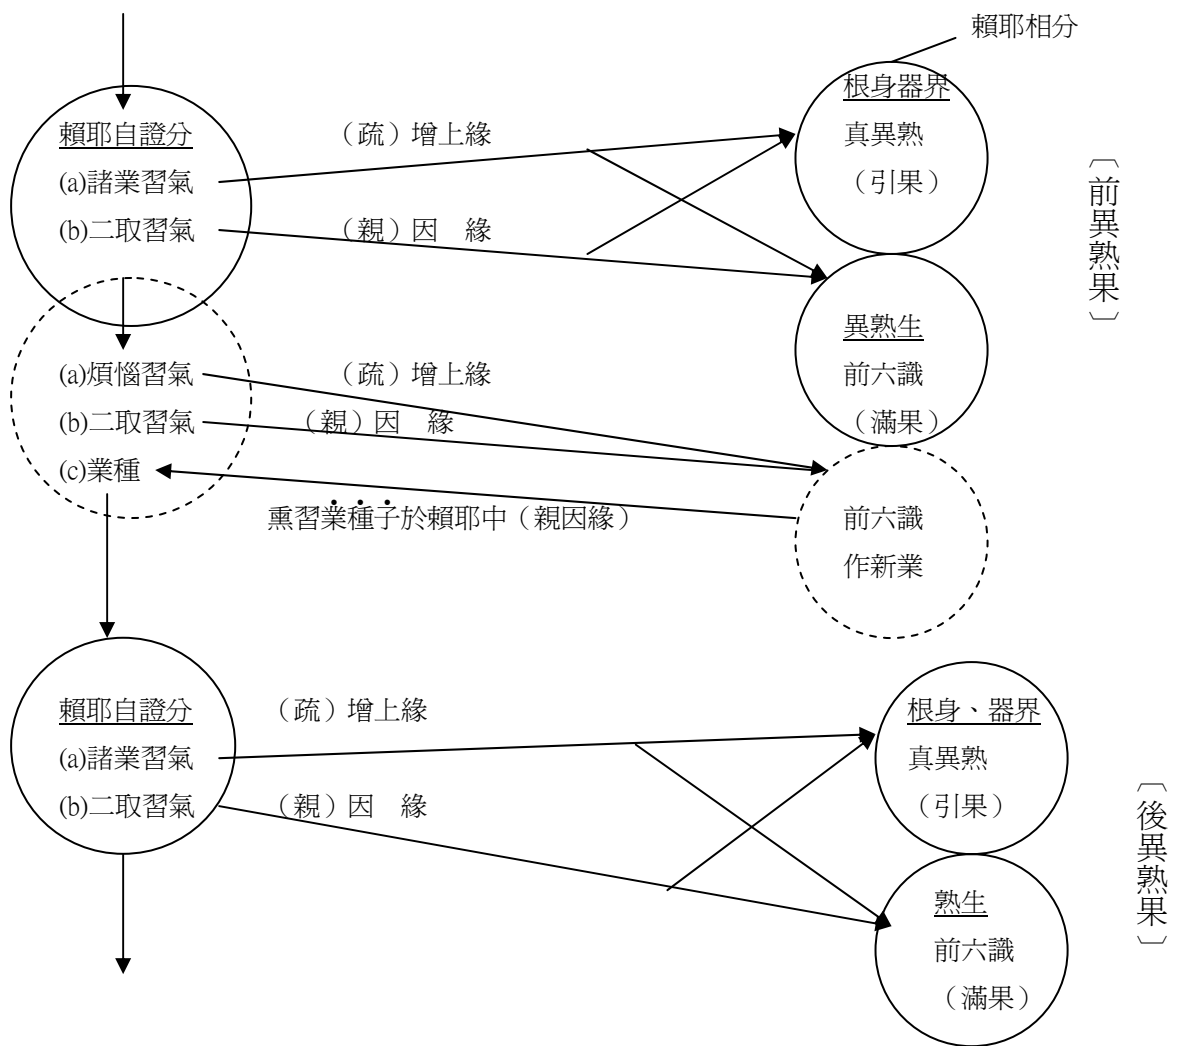 賴耶相分
賴耶自證分
(a)諸業習氣
(b)二取習氣
（疏）增上緣
（親）因　緣
根身器界
真異熟
（引果）
異熟生
前六識
（滿果）
〔前異熟果〕
(a)煩惱習氣
(b)二取習氣
(c)業種
（疏）增上緣
（親）因　緣
熏習業種子於賴耶中（親因緣）
前六識
作新業
賴耶自證分
(a)諸業習氣
(b)二取習氣
（疏）增上緣
（親）因　緣
根身、器界
真異熟
（引果）
熟生
前六識
（滿果）
〔後異熟果〕